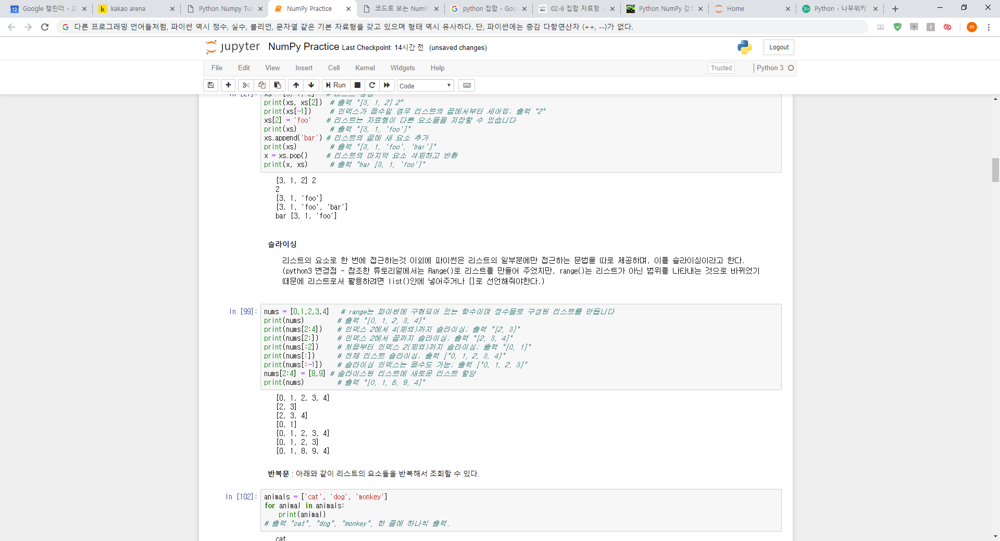 Google 캘린더 - 20
kakao arena
Python Numpy Tut
NumPy Practice
코드로 보는 NumP
python 집합 - Goo
02-6 집합 자료형 -
Python NumPy 강
Home
Python - 나무위키
다른 프로그래밍 언어들처럼, 파이썬 역시 정수, 실수, 불리언, 문자열 같은 기본 자료형을 갖고 있으며 형태 역시 유사하다. 단, 파이썬에는 증감 다항연산자 (++, --)가 없다.
m
jupyter NumPy Practice Last Checkpoint: 14시간 전 (unsaved changes)
Logout
File Edit View Insert Cell Kernel Widgets Help
Trusted
Python 3
Run
Code
print(xs, xs[2]) # 출력 "[3, 1, 2] 2"
print(xs[-1]) # 인덱스가 음수일 경우 리스트의 끝에서부터 세어짐; 출력 "2"
xs[2] = 'foo' # 리스트는 자료형이 다른 요소들을 저장할 수 있습니다
print(xs) # 출력 "[3, 1, 'foo']"
xs.append('bar') # 리스트의 끝에 새 요소 추가
print(xs) # 출력 "[3, 1, 'foo', 'bar']"
x = xs.pop() # 리스트의 마지막 요소 삭제하고 반환
print(x, xs) # 출력 "bar [3, 1, 'foo']"
[3, 1, 2] 2
2
[3, 1, 'foo']
[3, 1, 'foo', 'bar']
bar [3, 1, 'foo']
슬라이싱
리스트의 요소로 한 번에 접근하는것 이외에 파이썬은 리스트의 일부분에만 접근하는 문법을 따로 제공하며, 이를 슬라이싱이라고 한다.
(python3 변경점 - 참조한 튜토리얼에서는 Range()로 리스트를 만들어 주었지만, range()는 리스트가 아닌 범위를 나타내는 것으로 바뀌었기
때문에 리스트로서 활용하려면 list()안에 넣어주거나 []로 선언해줘야한다.)
In [99]: nums = [0,1,2,3,4] # range는 파이썬에 구현되어 있는 함수이며 정수들로 구성된 리스트를 만듭니다
print(nums) # 출력 "[0, 1, 2, 3, 4]"
print(nums[2:4]) # 인덱스 2에서 4(제외)까지 슬라이싱; 출력 "[2, 3]"
print(nums[2:]) # 인덱스 2에서 끝까지 슬라이싱; 출력 "[2, 3, 4]"
print(nums[:2]) # 처음부터 인덱스 2(제외)까지 슬라이싱; 출력 "[0, 1]"
print(nums[:]) # 전체 리스트 슬라이싱; 출력 ["0, 1, 2, 3, 4]"
print(nums[:-1]) # 슬라이싱 인덱스는 음수도 가능; 출력 ["0, 1, 2, 3]"
nums[2:4] = [8,9] # 슬라이스된 리스트에 새로운 리스트 할당
print(nums) # 출력 "[0, 1, 8, 9, 4]"
[0, 1, 2, 3, 4]
[2, 3]
[2, 3, 4]
[0, 1]
[0, 1, 2, 3, 4]
[0, 1, 2, 3]
[0, 1, 8, 9, 4]
반복문 : 아래와 같이 리스트의 요소들을 반복해서 조회할 수 있다.
In [102]: animals = ['cat', 'dog', 'monkey']
for animal in animals:
print(animal)
# 출력 "cat", "dog", "monkey", 한 줄에 하나씩 출력.
cat